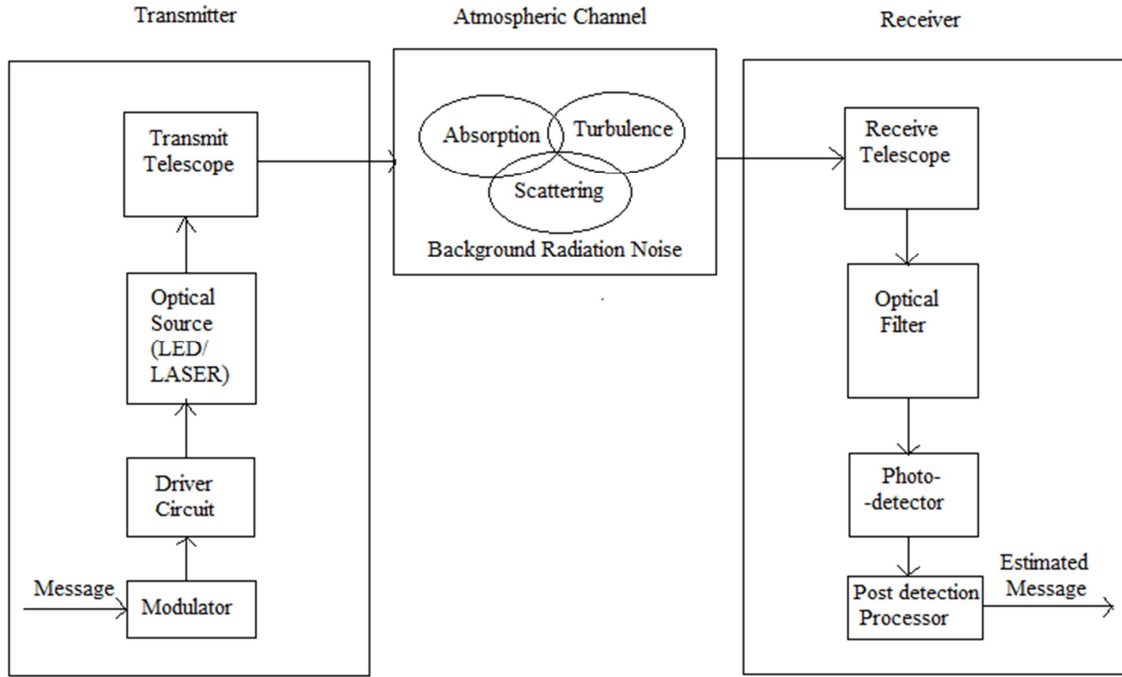 Transmitter
Atmospheric Channel
Receiver
Transmit
Telescope
Optical
Source
(LED/
LASER)
Driver
Circuit
Message
Modulator
Absorption
Turbulence
Scattering
Background Radiation Noise
Receive
Telescope
Optical
Filter
Photo-
-detector
Post detection
Processor
Estimated
Message